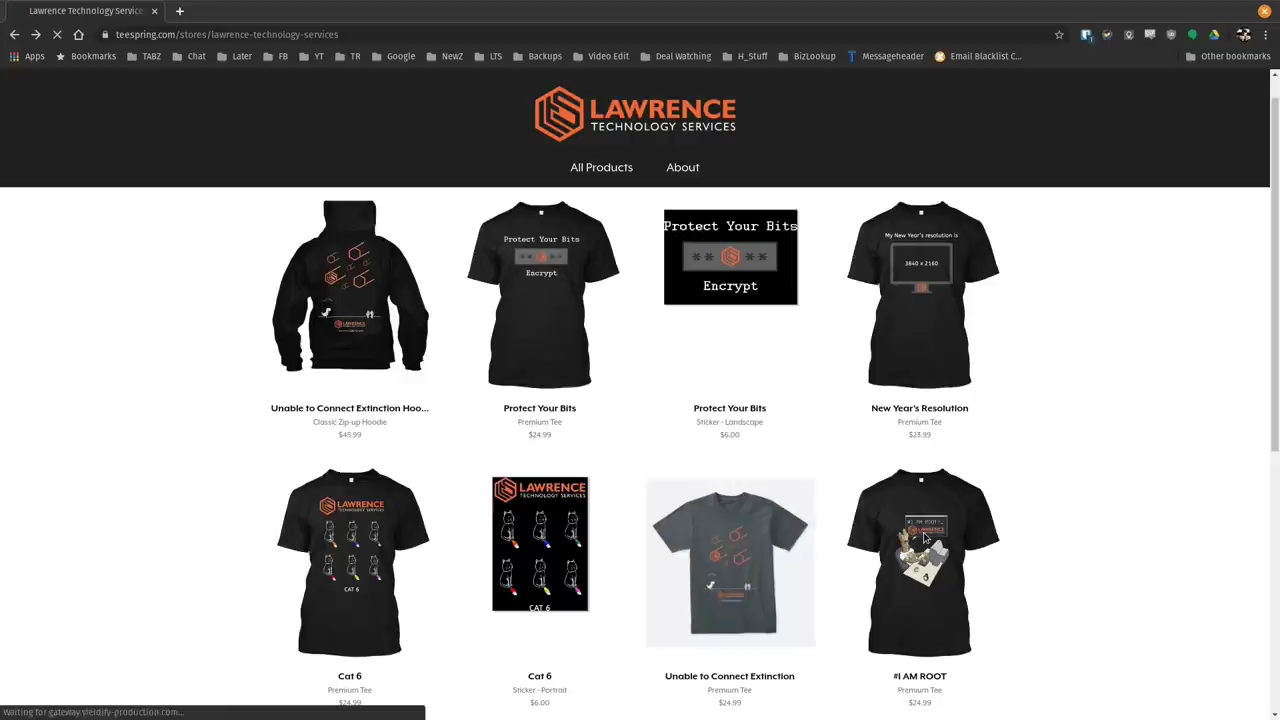 Lawrence Technology Services
teespring.com/stores/lawrence-technology-services
Apps Bookmarks TABZ Chat Later FB YT TR Google NewZ LTS Backups Video Edit Deal Watching H_Stuff BizLookup Messageheader Email Blacklist C... Other bookmarks
LAWRENCE
TECHNOLOGY SERVICES
All Products About
Protect Your Bits
Encrypt
Protect Your Bits
** **
Encrypt
My New Year's resolution is
3840 x 2160
Unable to Connect Extinction Hoo...
Classic Zip-up Hoodie
$45.99
Protect Your Bits
Premium Tee
$24.99
Protect Your Bits
Sticker - Landscape
$6.00
New Year's Resolution
Premium Tee
$23.99
LAWRENCE
TECHNOLOGY SERVICES
CAT 6
LAWRENCE
TECHNOLOGY SERVICES
CAT 6
#I AM ROOT
LAWRENCE
Cat 6
Premium Tee
$24.99
Cat 6
Sticker - Portrait
$6.00
Unable to Connect Extinction
Premium Tee
$24.99
#I AM ROOT
Premium Tee
$24.99
Waiting for gateway.yieldify-production.com...